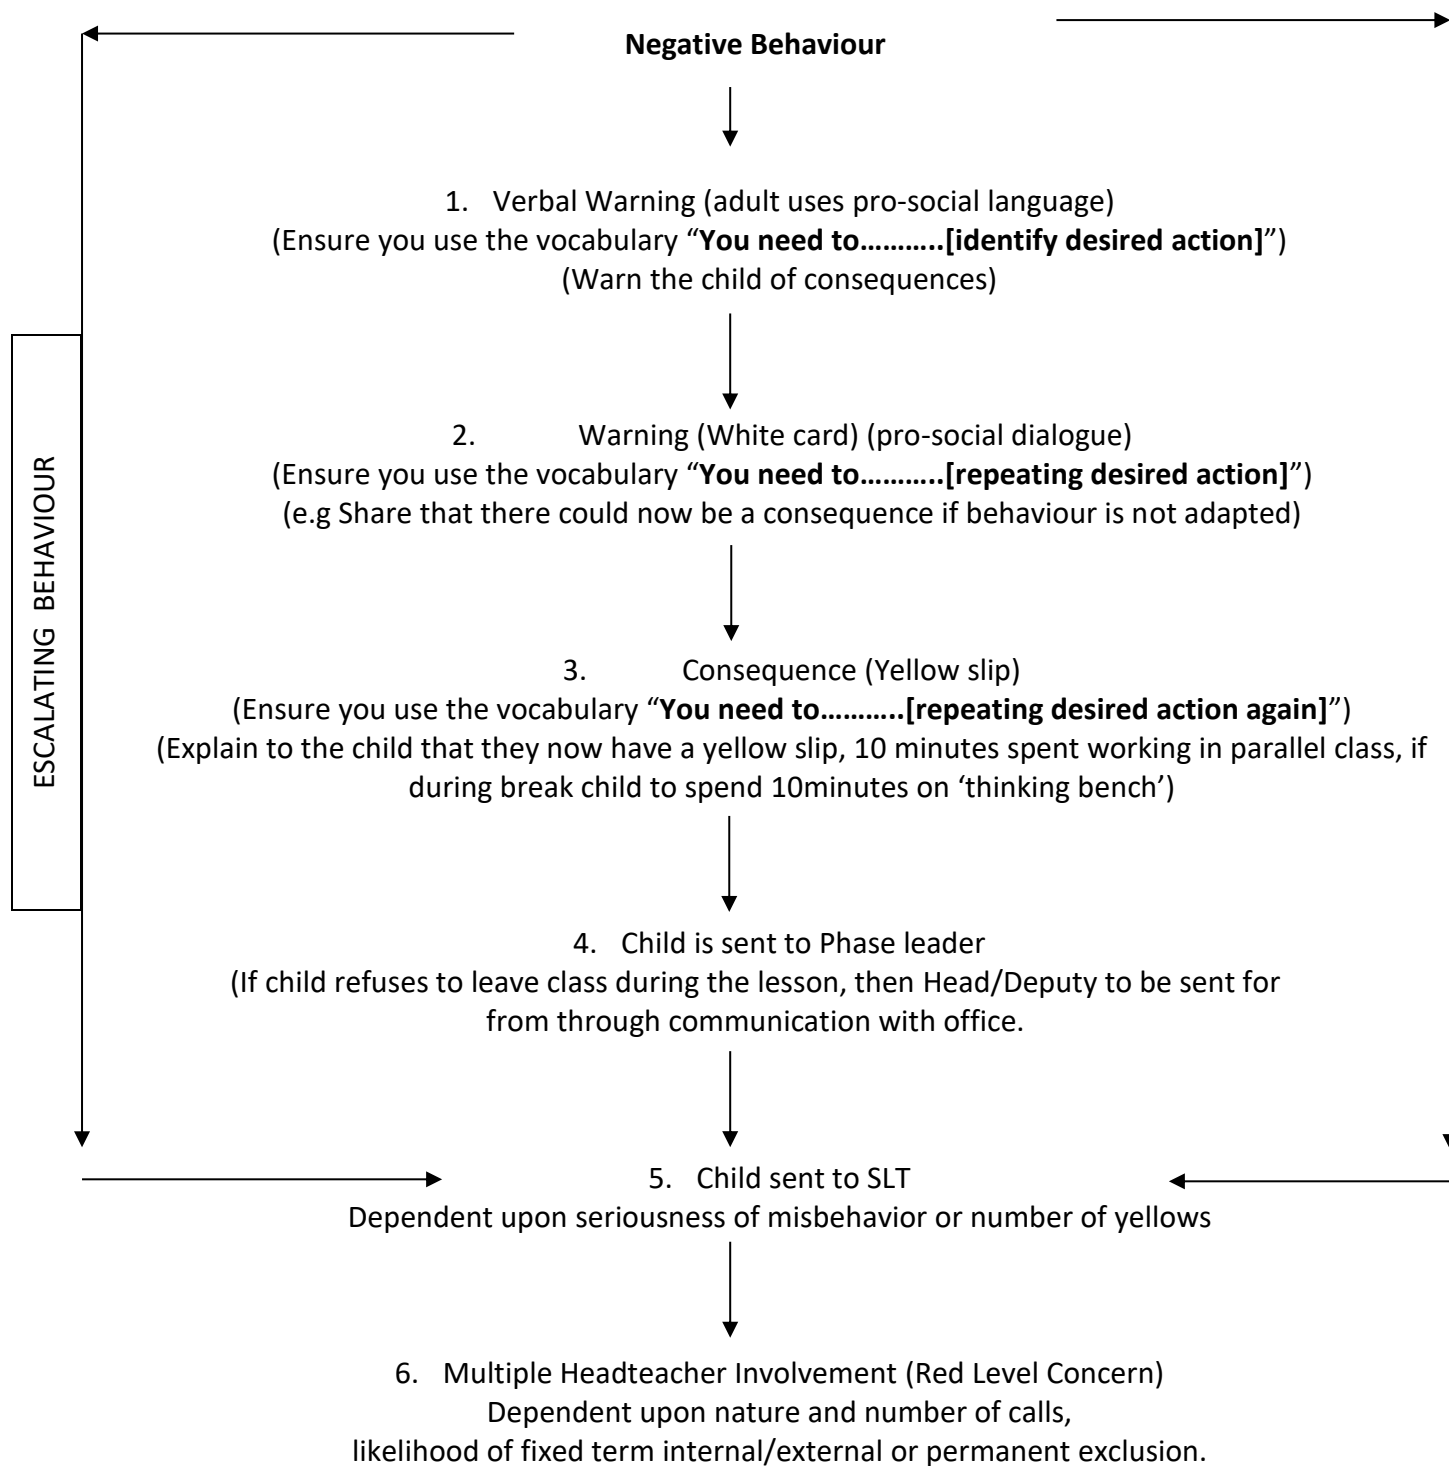 Negative Behaviour
1. Verbal Warning (adult uses pro-social language)
(Ensure you use the vocabulary “You need to………..[identify desired action]”)
(Warn the child of consequences)
2. Warning (White card) (pro-social dialogue)
(Ensure you use the vocabulary “You need to………..[repeating desired action]”)
(e.g Share that there could now be a consequence if behaviour is not adapted)
ESCALATING BEHAVIOUR
3. Consequence (Yellow slip)
(Ensure you use the vocabulary “You need to………..[repeating desired action again]”)
(Explain to the child that they now have a yellow slip, 10 minutes spent working in parallel class, if
during break child to spend 10minutes on ‘thinking bench’)
4. Child is sent to Phase leader
(If child refuses to leave class during the lesson, then Head/Deputy to be sent for
from through communication with office.
5. Child sent to SLT
Dependent upon seriousness of misbehavior or number of yellows
6. Multiple Headteacher Involvement (Red Level Concern)
Dependent upon nature and number of calls,
likelihood of fixed term internal/external or permanent exclusion.